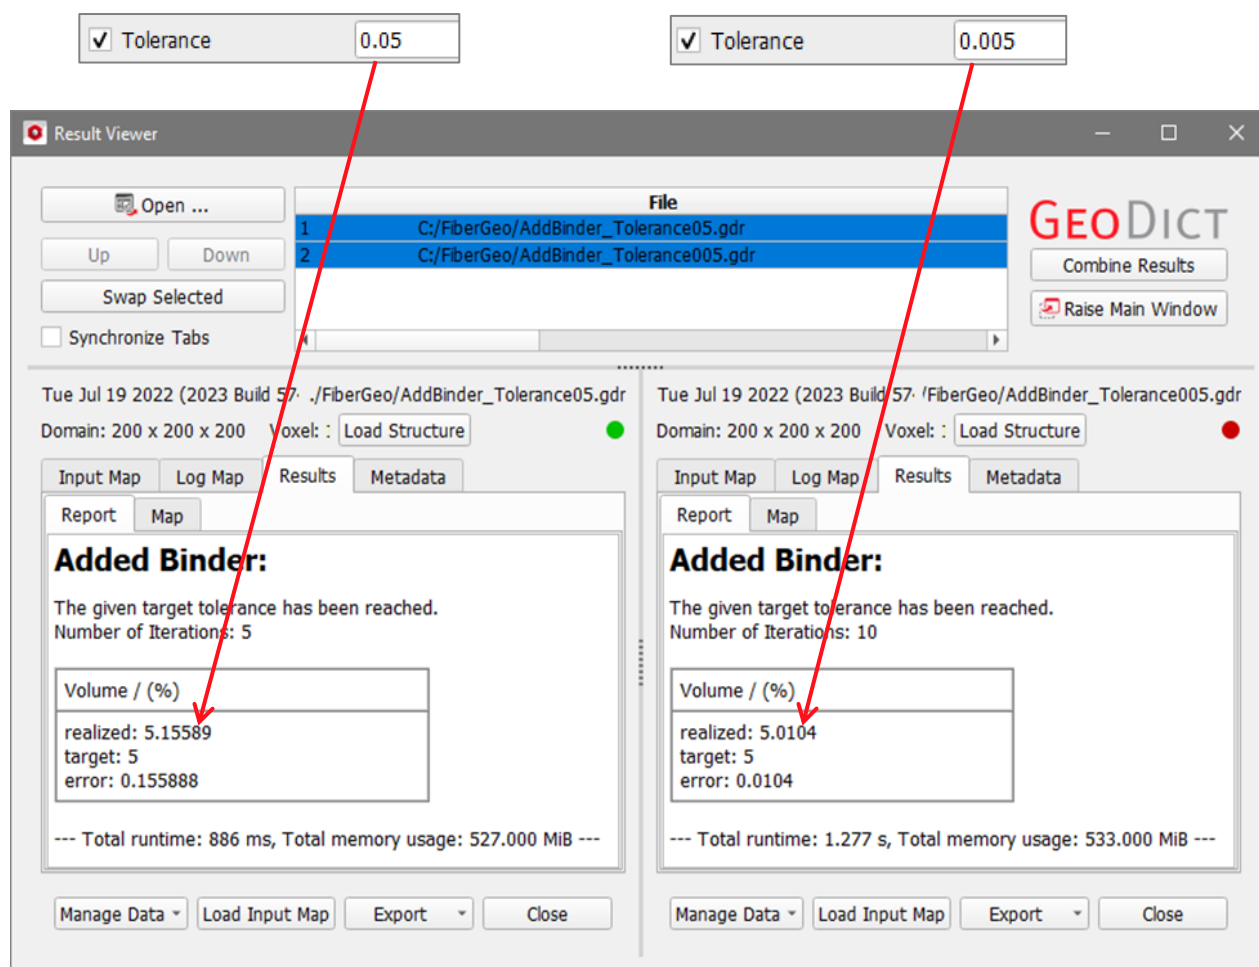 Tolerance 0.05
Tolerance 0.005
Result Viewer
Open ...
Up Down
Swap Selected
Synchronize Tabs
File
1 C:/FiberGeo/AddBinder_Tolerance05.gdr
2 C:/FiberGeo/AddBinder_Tolerance005.gdr
GEODICT
Combine Results
Raise Main Window
Tue Jul 19 2022 (2023 Build 57· ./FiberGeo/AddBinder_Tolerance05.gdr
Domain: 200 x 200 x 200 Voxel: Load Structure
Input Map Log Map Results Metadata
Report Map
Added Binder:
The given target tolerance has been reached.
Number of Iterations: 5
Volume / (%)
realized: 5.15589
target: 5
error: 0.155888
--- Total runtime: 886 ms, Total memory usage: 527.000 MiB ---
Manage Data Load Input Map Export Close
Tue Jul 19 2022 (2023 Build 57· /FiberGeo/AddBinder_Tolerance005.gdr
Domain: 200 x 200 x 200 Voxel: Load Structure
Input Map Log Map Results Metadata
Report Map
Added Binder:
The given target tolerance has been reached.
Number of Iterations: 10
Volume / (%)
realized: 5.0104
target: 5
error: 0.0104
--- Total runtime: 1.277 s, Total memory usage: 533.000 MiB ---
Manage Data Load Input Map Export Close